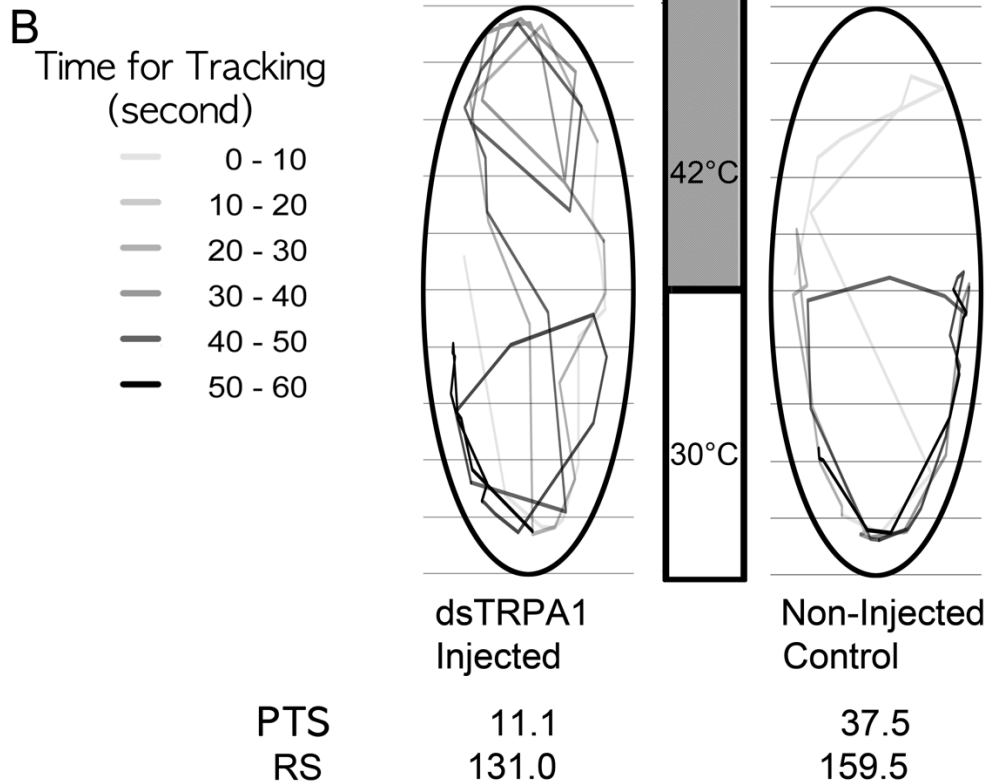 B
Time for Tracking
(second)
0 - 10
10 - 20
20 - 30
30 - 40
40 - 50
50 - 60
42°C
30°C
dsTRPA1
Injected
Non-Injected
Control
PTS 11.1 37.5
RS 131.0 159.5